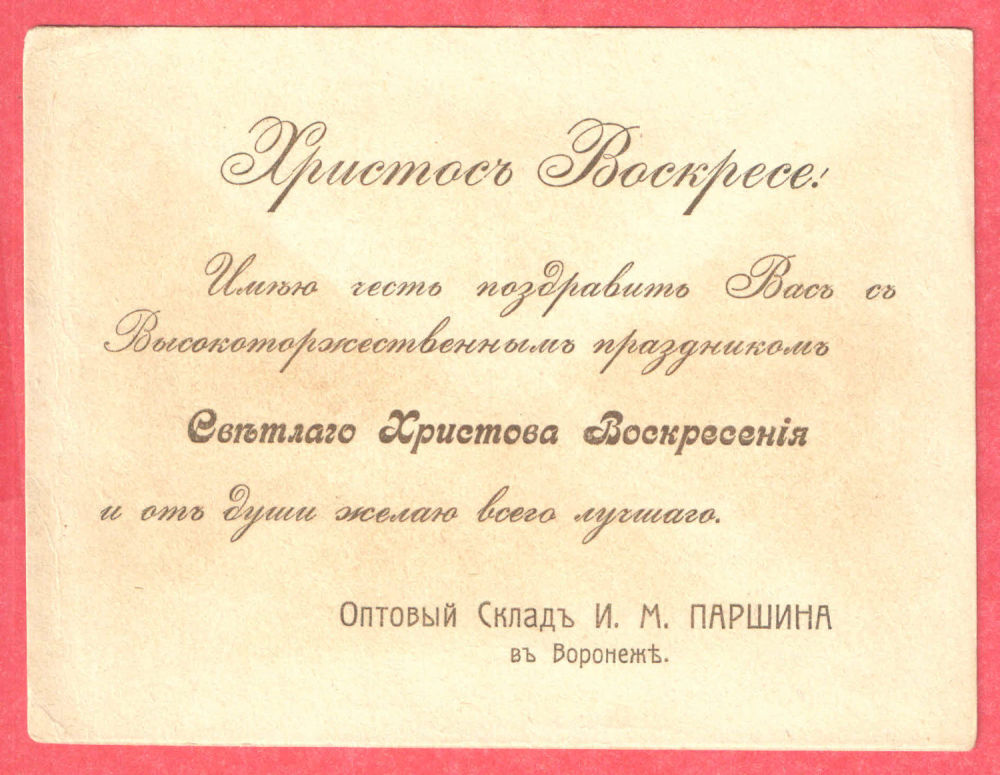 Христосъ Воскресе!
Имѣю честь поздравить Васъ съ
Высокоторжественнымъ праздникомъ
Свѣтлаго Христова Воскресенія
и отъ души желаю всего лучшаго.
Оптовый Складъ И. М. ПАРШИНА
въ Воронежѣ.